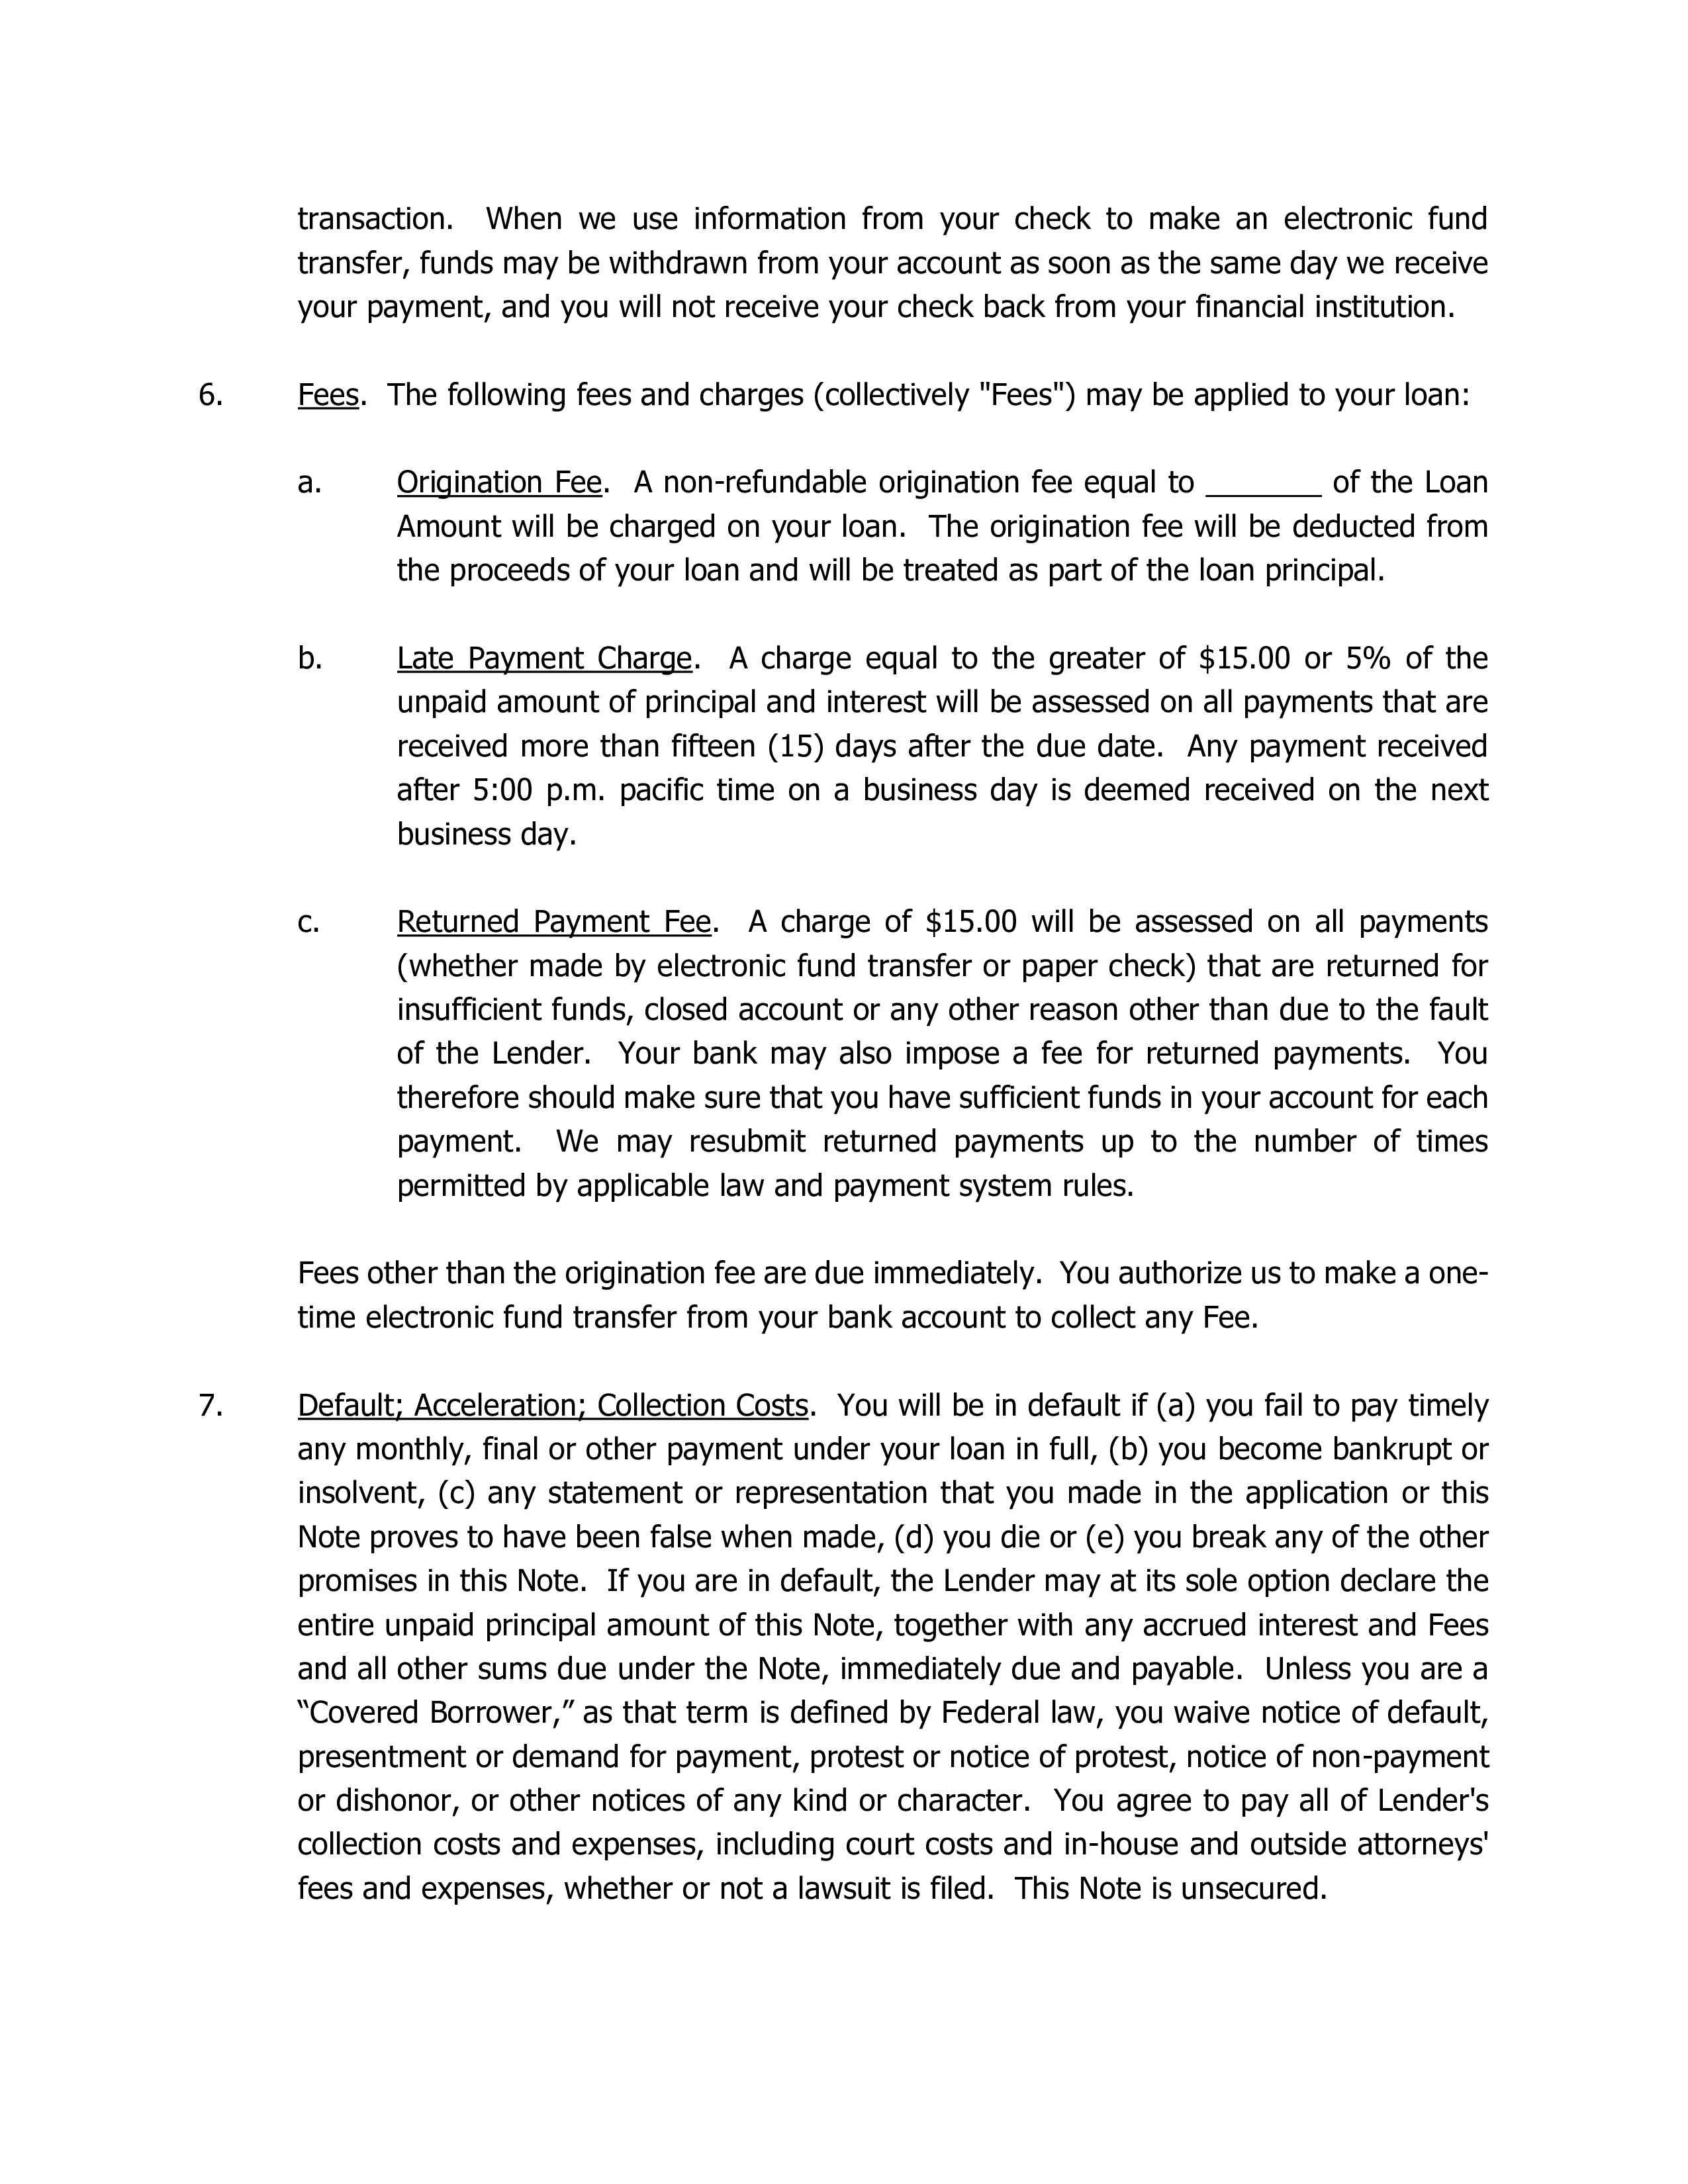 transaction. When we use information from your check to make an electronic fund
transfer, funds may be withdrawn from your account as soon as the same day we receive
your payment, and you will not receive your check back from your financial institution.
6. Fees. The following fees and charges (collectively "Fees") may be applied to your loan:
a. Origination Fee. A non-refundable origination fee equal to _______ of the Loan
Amount will be charged on your loan. The origination fee will be deducted from
the proceeds of your loan and will be treated as part of the loan principal.
b. Late Payment Charge. A charge equal to the greater of $15.00 or 5% of the
unpaid amount of principal and interest will be assessed on all payments that are
received more than fifteen (15) days after the due date. Any payment received
after 5:00 p.m. pacific time on a business day is deemed received on the next
business day.
c. Returned Payment Fee. A charge of $15.00 will be assessed on all payments
(whether made by electronic fund transfer or paper check) that are returned for
insufficient funds, closed account or any other reason other than due to the fault
of the Lender. Your bank may also impose a fee for returned payments. You
therefore should make sure that you have sufficient funds in your account for each
payment. We may resubmit returned payments up to the number of times
permitted by applicable law and payment system rules.
Fees other than the origination fee are due immediately. You authorize us to make a one-
time electronic fund transfer from your bank account to collect any Fee.
7. Default; Acceleration; Collection Costs. You will be in default if (a) you fail to pay timely
any monthly, final or other payment under your loan in full, (b) you become bankrupt or
insolvent, (c) any statement or representation that you made in the application or this
Note proves to have been false when made, (d) you die or (e) you break any of the other
promises in this Note. If you are in default, the Lender may at its sole option declare the
entire unpaid principal amount of this Note, together with any accrued interest and Fees
and all other sums due under the Note, immediately due and payable. Unless you are a
“Covered Borrower,” as that term is defined by Federal law, you waive notice of default,
presentment or demand for payment, protest or notice of protest, notice of non-payment
or dishonor, or other notices of any kind or character. You agree to pay all of Lender's
collection costs and expenses, including court costs and in-house and outside attorneys'
fees and expenses, whether or not a lawsuit is filed. This Note is unsecured.